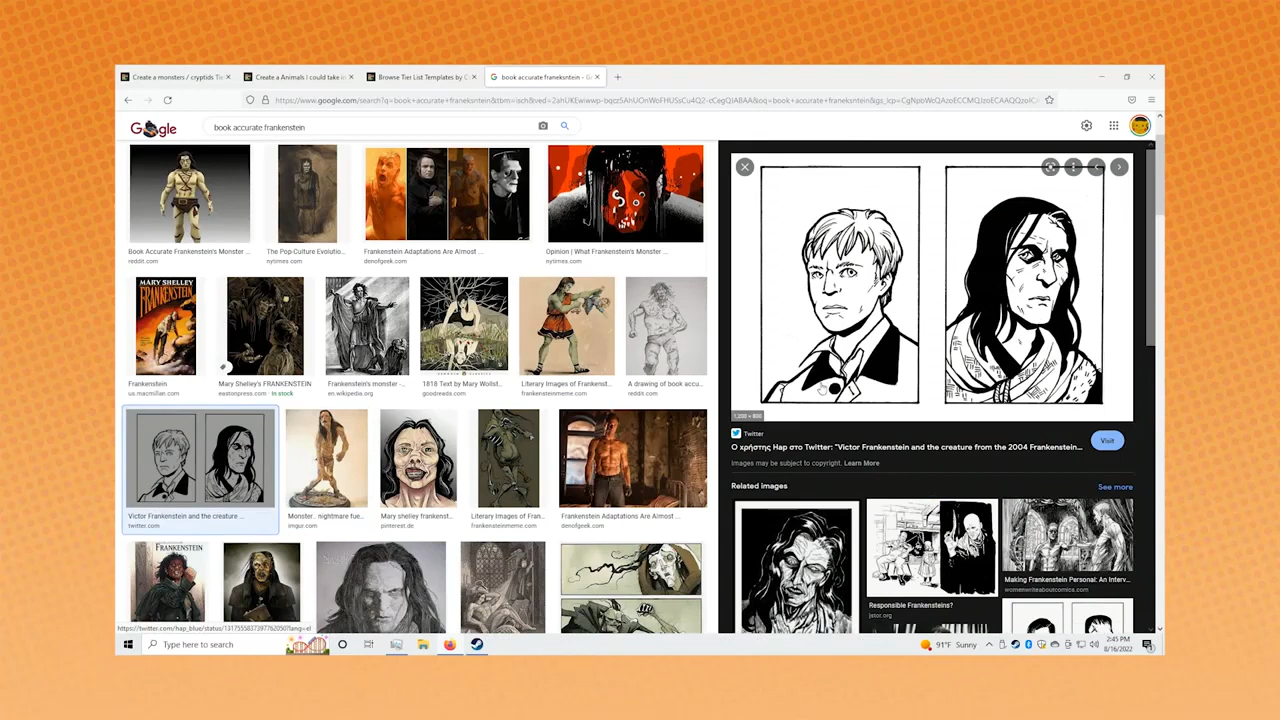 Create a monsters / cryptids Tie
Create a Animals I could take in
Browse Tier List Templates by C
book accurate franeksntein - G
Google
book accurate frankenstein
Book Accurate Frankenstein's Monster ...
reddit.com
The Pop-Culture Evolutio...
nytimes.com
Frankenstein Adaptations Are Almost ...
denofgeek.com
Opinion | What Frankenstein's Monster ...
nytimes.com
MARY SHELLEY
FRANKENSTEIN
Frankenstein
us.macmillan.com
Mary Shelley's FRANKENSTEIN
eastonpress.com · In stock
Frankenstein's monster -...
en.wikipedia.org
1818 Text by Mary Wollst...
goodreads.com
Literary Images of Frankenst...
frankensteinmeme.com
A drawing of book accu...
reddit.com
Victor Frankenstein and the creature ...
twitter.com
Monster.. nightmare fue...
imgur.com
Mary shelley frankenst...
pinterest.de
Literary Images of Fran...
frankensteinmeme.com
Frankenstein Adaptations Are Almost ...
denofgeek.com
FRANKENSTEIN
1,200 × 800
Twitter
Ο χρήστης Hap στο Twitter: "Victor Frankenstein and the creature from the 2004 Frankenstein...
Visit
Images may be subject to copyright. Learn More
Related images
See more
Responsible Frankensteins?
jstor.org
Making Frankenstein Personal: An Interv...
womenwriteaboutcomics.com
Type here to search
91°F Sunny
2:45 PM
8/16/2022